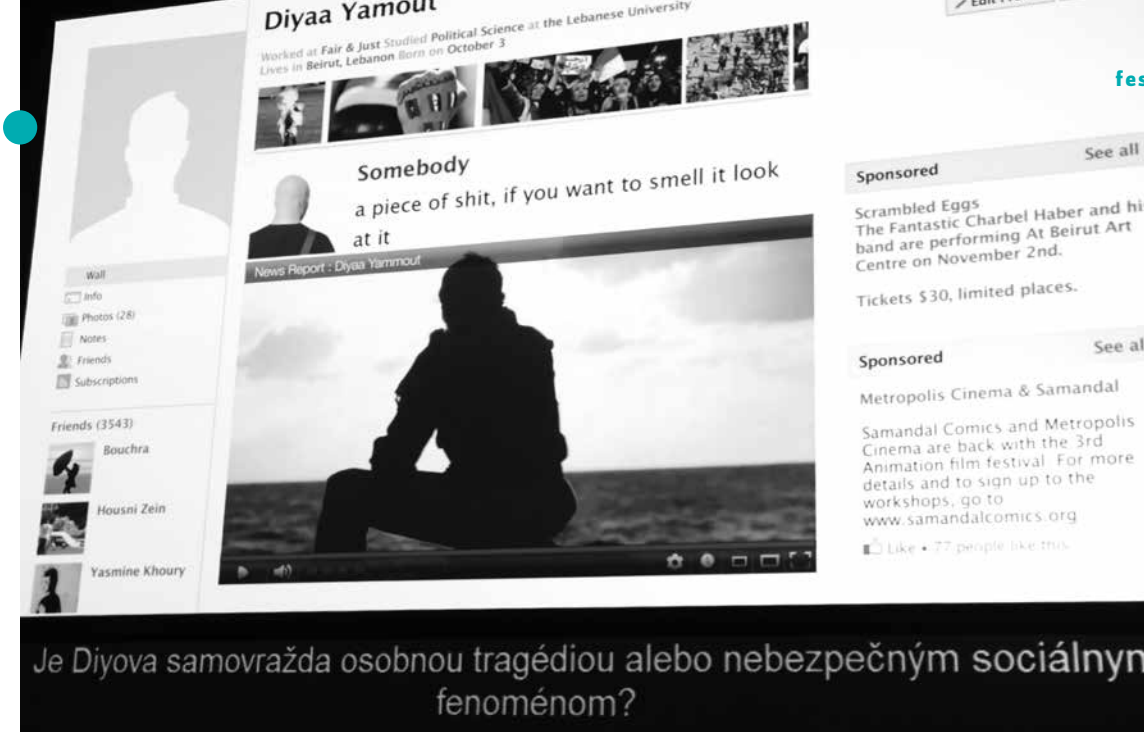 Diyaa Yamout
Worked at Fair & Just Studied Political Science at the Lebanese University
Lives in Beirut, Lebanon Born on October 3
fes
Somebody
a piece of shit, if you want to smell it look
at it
News Report : Diyaa Yammout
Wall
Info
Photos (28)
Notes
Friends
Subscriptions
Friends (3543)
Bouchra
Housni Zein
Yasmine Khoury
Sponsored
See all
Scrambled Eggs
The Fantastic Charbel Haber and his
band are performing At Beirut Art
Centre on November 2nd.
Tickets $30, limited places.
Sponsored
See al
Metropolis Cinema & Samandal
Samandal Comics and Metropolis
Cinema are back with the 3rd
Animation film festival. For more
details and to sign up to the
workshops, go to
www.samandalcomics.org
Like • 77 people like this
Je Diyova samovražda osobnou tragédiou alebo nebezpečným sociálnyn
fenoménom?